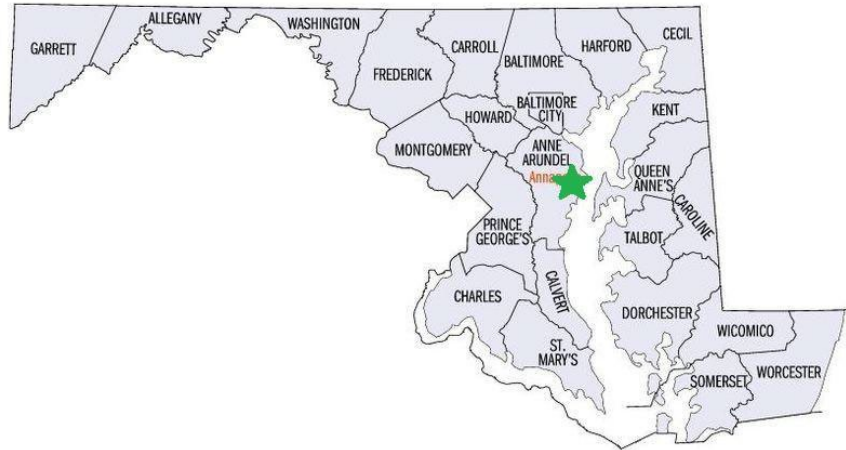 GARRETT
ALLEGANY
WASHINGTON
FREDERICK
CARROLL
BALTIMORE
HARFORD
CECIL
BALTIMORE
CITY
KENT
HOWARD
MONTGOMERY
ANNE
ARUNDEL
QUEEN
ANNE'S
CAROLINE
PRINCE
GEORGE'S
TALBOT
CHARLES
CALVERT
DORCHESTER
ST.
MARY'S
WICOMICO
SOMERSET
WORCESTER